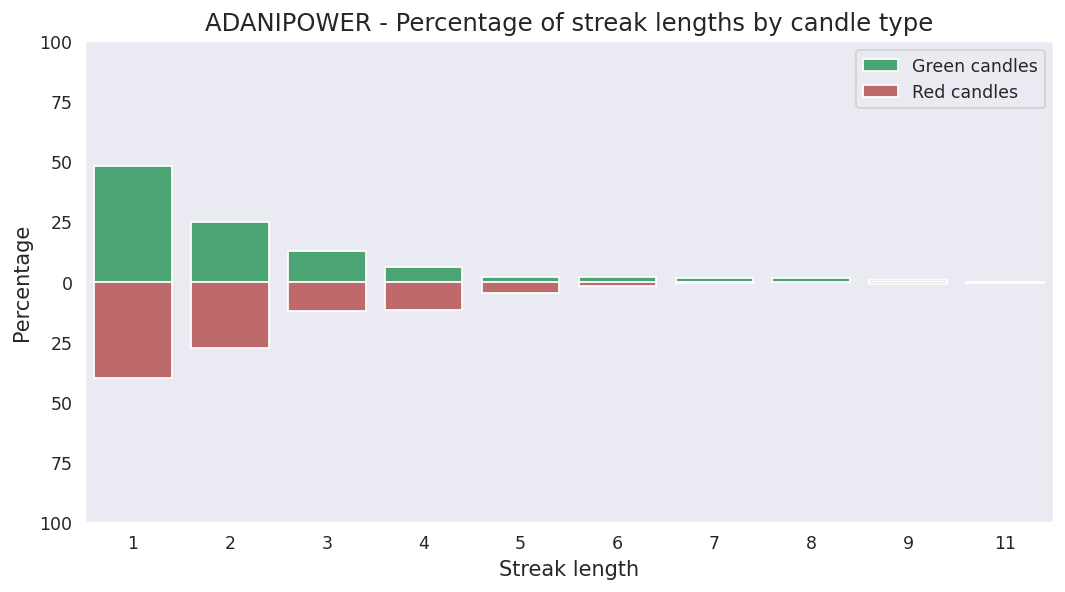 ADANIPOWER - Percentage of streak lengths by candle type
Green candles
Red candles
Percentage
100
75
50
25
0
25
50
75
100
1 2 3 4 5 6 7 8 9 11
Streak length